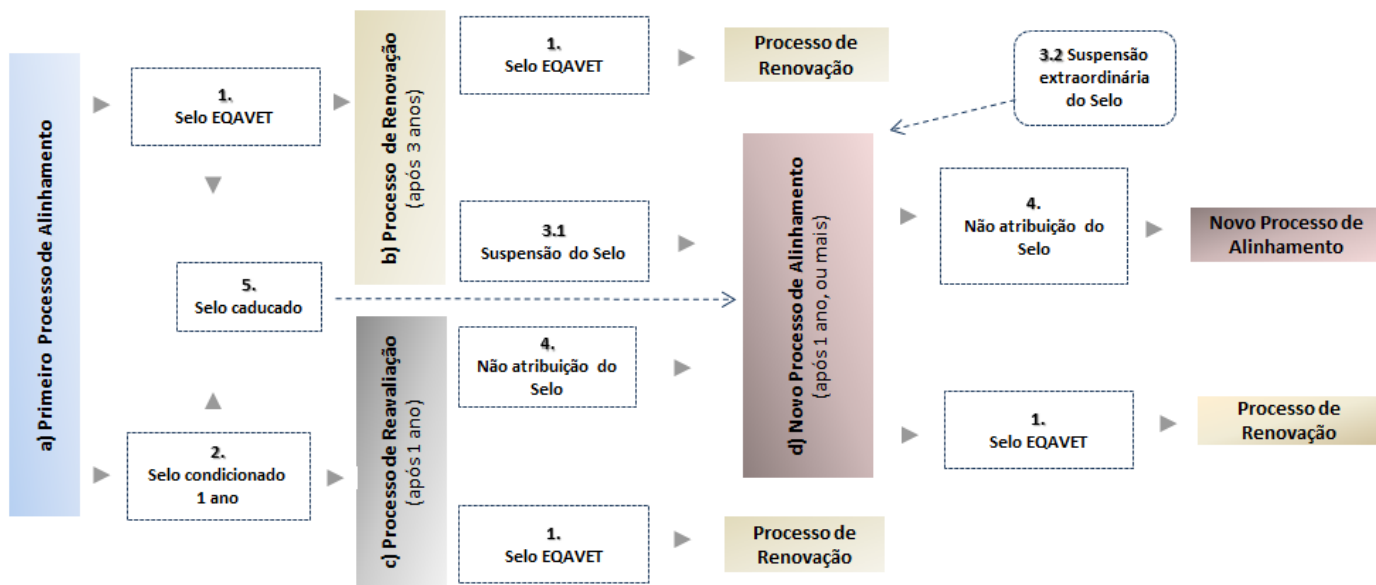 a) Primeiro Processo de Alinhamento
1.
Selo EQAVET
5.
Selo caducado
2.
Selo condicionado
1 ano
b) Processo de Renovação
(após 3 anos)
c) Processo de Reavaliação
(após 1 ano)
1.
Selo EQAVET
3.1
Suspensão do Selo
4.
Não atribuição do
Selo
1.
Selo EQAVET
Processo de
Renovação
d) Novo Processo de Alinhamento
(após 1 ano, ou mais)
Processo de
Renovação
3.2 Suspensão
extraordinária
do Selo
4.
Não atribuição do
Selo
1.
Selo EQAVET
Novo Processo de
Alinhamento
Processo de
Renovação